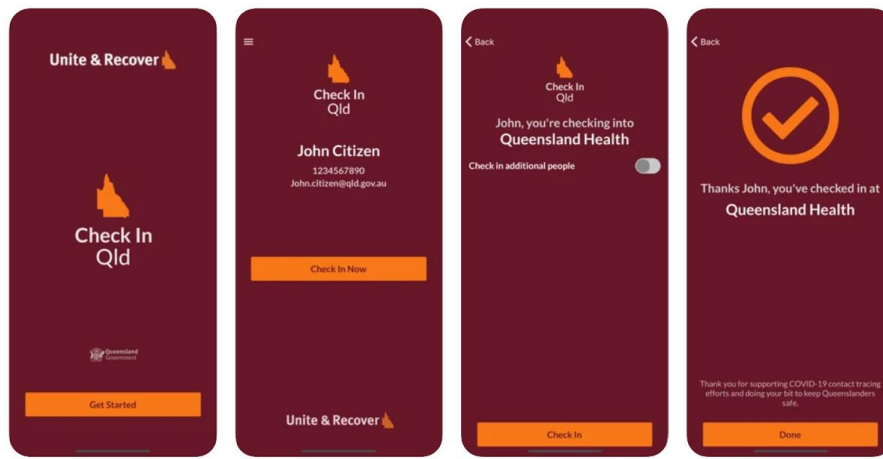 Unite & Recover
Check In
Qld
Queensland
Government
Get Started
Check In
Qld
John Citizen
1234567890
John.citizen@qld.gov.au
Check In Now
Unite & Recover
Back
Check In
Qld
John, you're checking into
Queensland Health
Check in additional people
Check In
Back
Thanks John, you've checked in at
Queensland Health
Thank you for supporting COVID-19 contact tracing
efforts and doing your bit to keep Queenslanders
safe.
Done